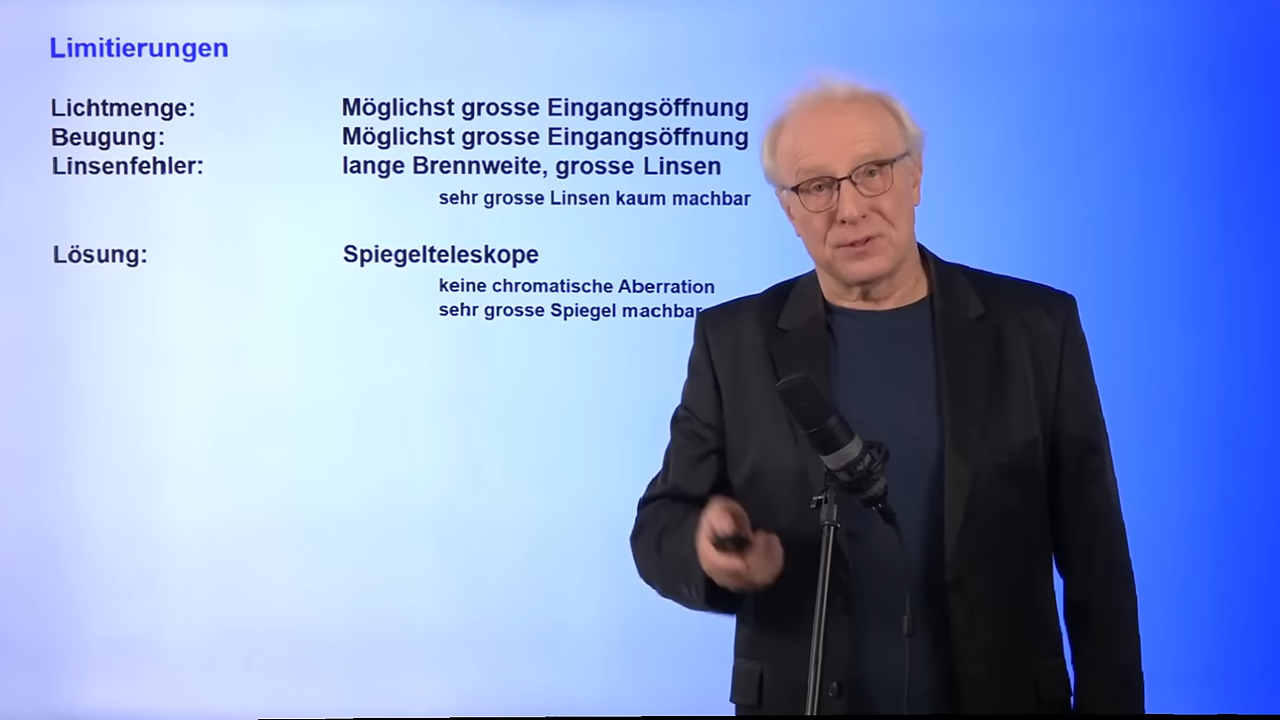 Limitierungen
Lichtmenge: Möglichst grosse Eingangsöffnung
Beugung: Möglichst grosse Eingangsöffnung
Linsenfehler: lange Brennweite, grosse Linsen
sehr grosse Linsen kaum machbar
Lösung: Spiegelteleskope
keine chromatische Aberration
sehr grosse Spiegel machbar